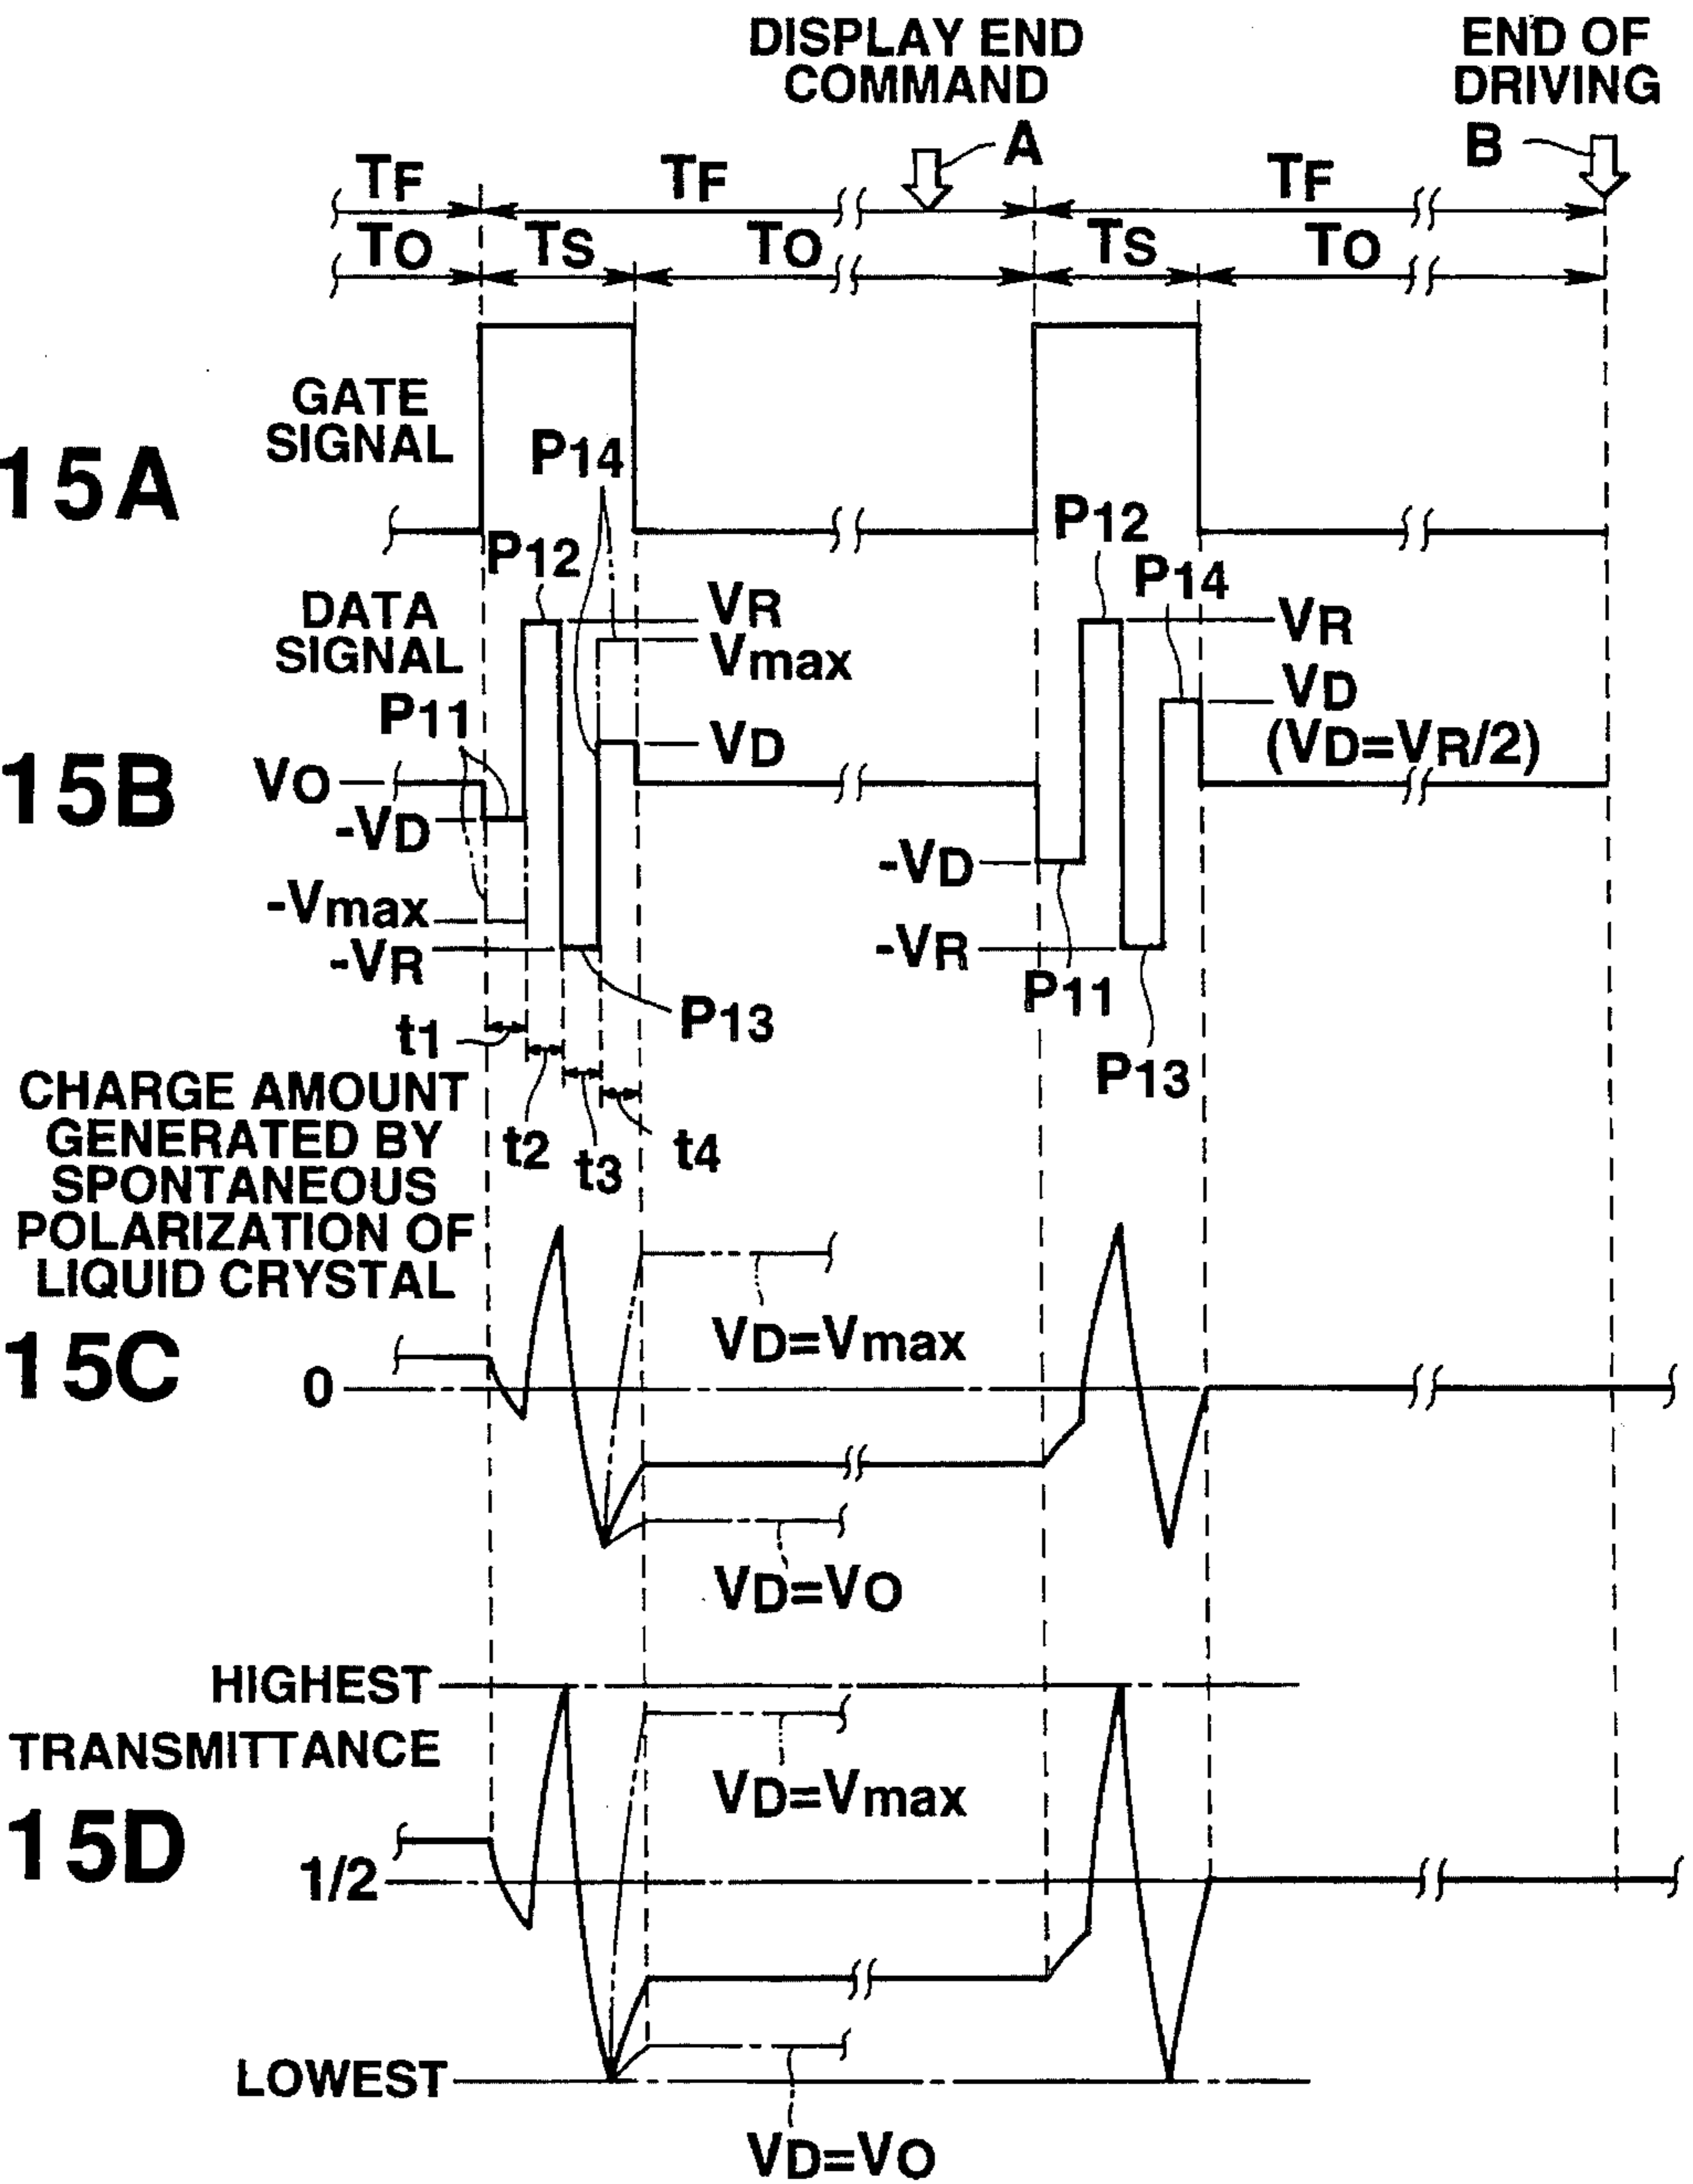 DISPLAY END
COMMAND
END OF
DRIVING
A
B
TF
TF
TF
TO
TS
TO
TS
TO
GATE
SIGNAL
15A
P14
P12
P12
P14
DATA
SIGNAL
VR
Vmax
VR
P11
VD
VD
(VD=VR/2)
15B
VO
-VD
-VD
-Vmax
-VR
-VR
P13
P11
P13
t1
t2
t3
t4
CHARGE AMOUNT
GENERATED BY
SPONTANEOUS
POLARIZATION OF
LIQUID CRYSTAL
15C
VD=Vmax
0
VD=VO
HIGHEST
TRANSMITTANCE
VD=Vmax
15D
1/2
LOWEST
VD=VO